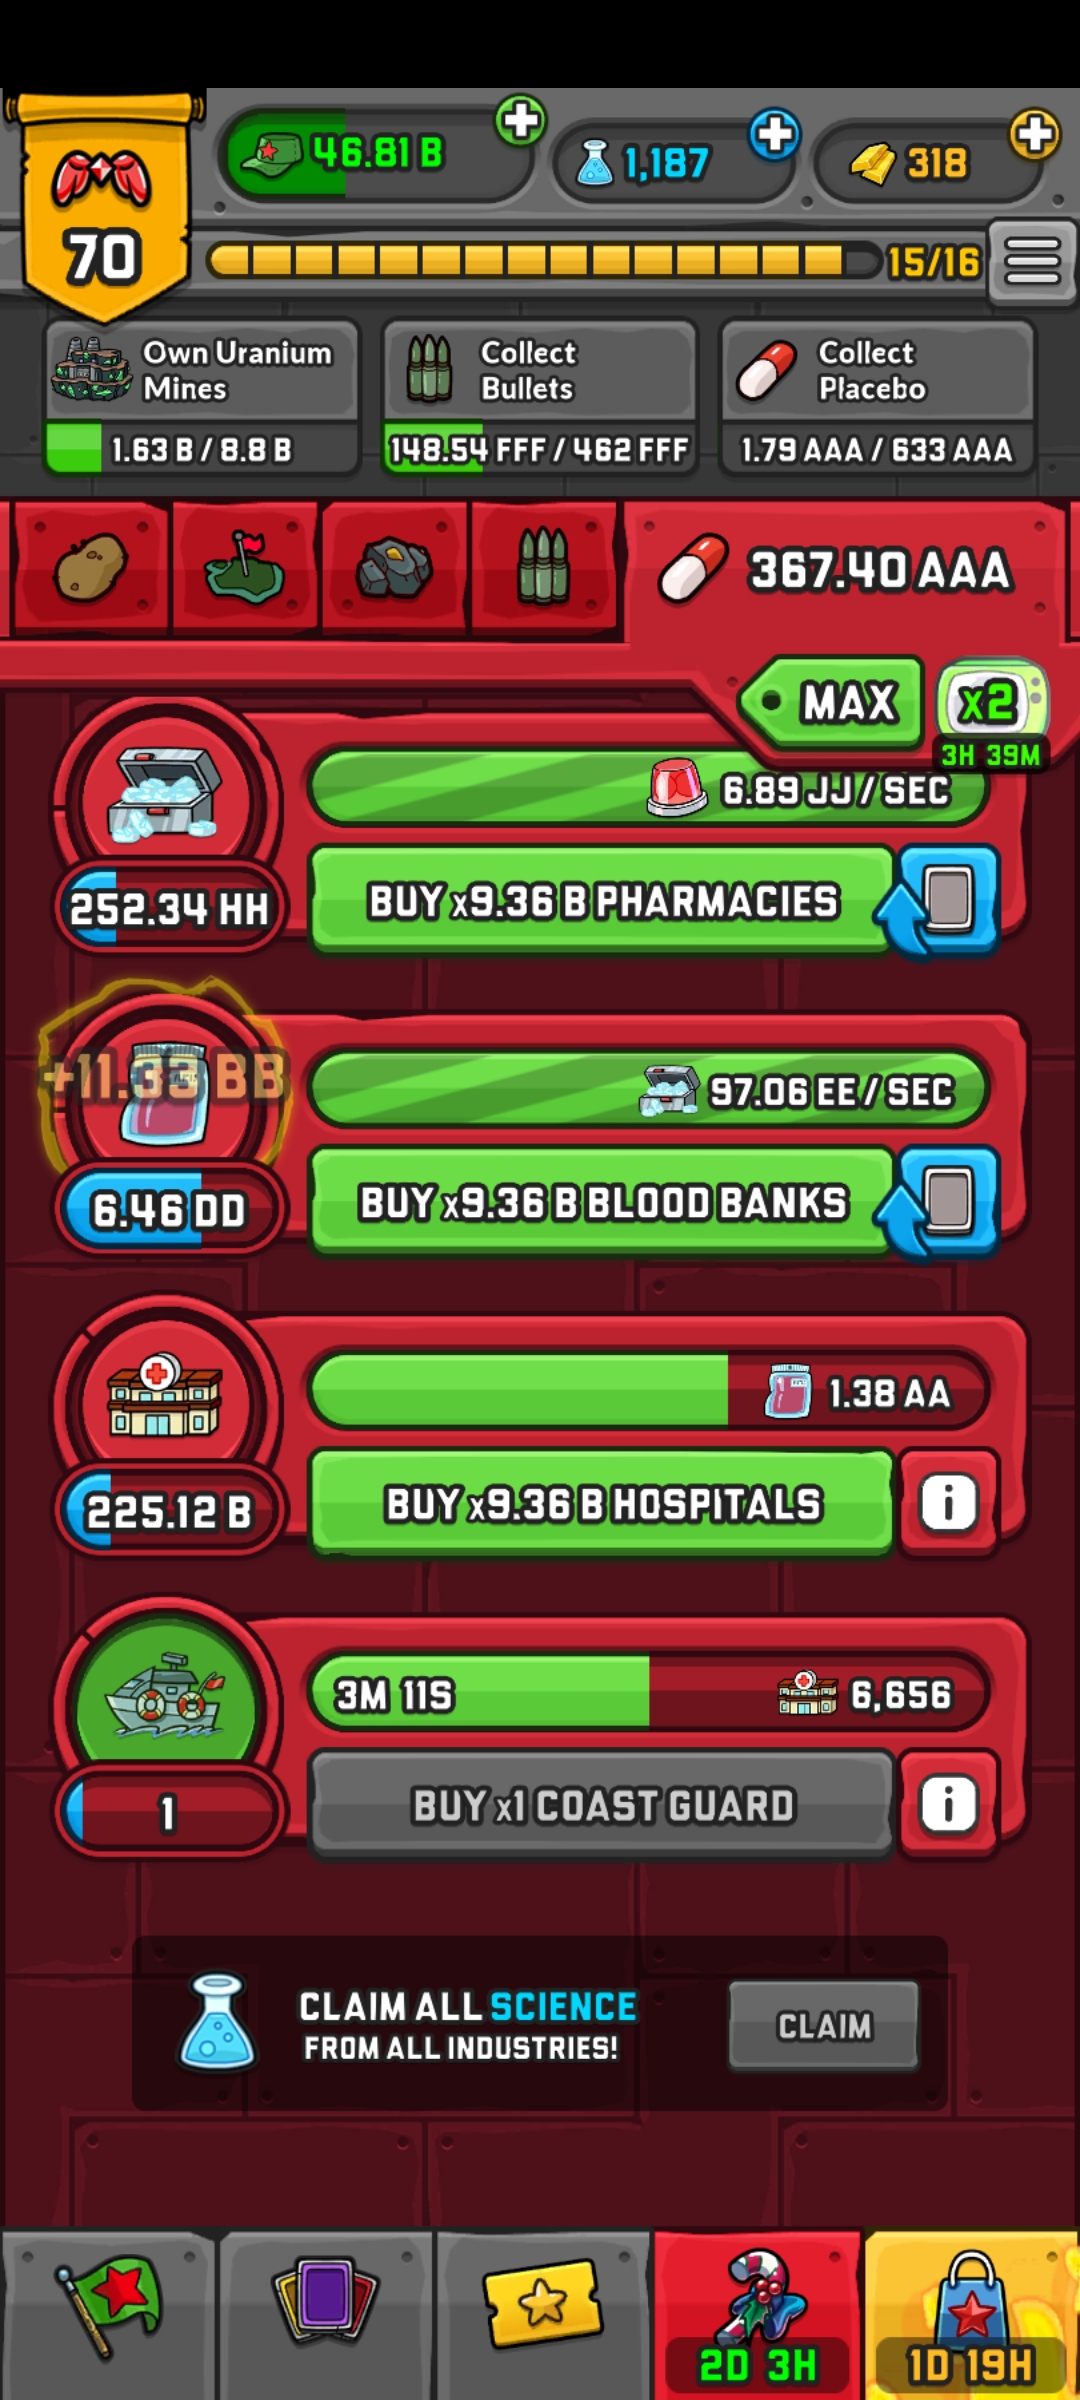 46.81 B
1,187
318
70
15/16
Own Uranium
Mines
1.63 B / 8.8 B
Collect
Bullets
148.54 FFF / 462 FFF
Collect
Placebo
1.79 AAA / 633 AAA
367.40 AAA
MAX
x2
3H 39M
6.89 JJ / SEC
252.34 HH
BUY x9.36 B PHARMACIES
+11.33 BB
97.06 EE / SEC
6.46 DD
BUY x9.36 B BLOOD BANKS
1.38 AA
225.12 B
BUY x9.36 B HOSPITALS
i
3M 11S
6,656
1
BUY x1 COAST GUARD
i
CLAIM ALL SCIENCE
FROM ALL INDUSTRIES!
CLAIM
2D 3H
1D 19H